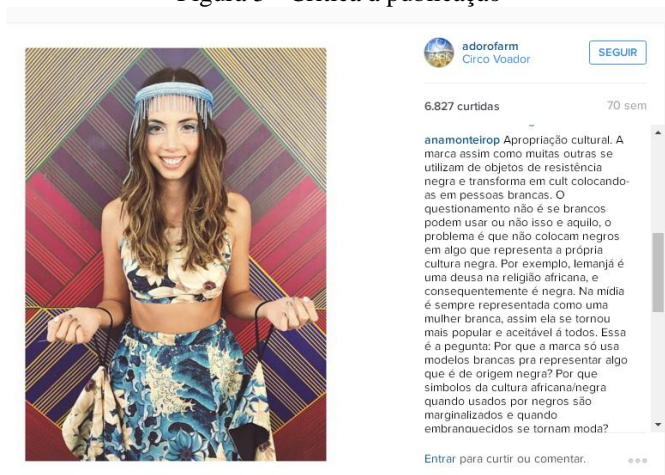 Figura 3 – Crítica à publicação
adorofarm
Circo Voador
SEGUIR
6.827 curtidas
70 sem
anamonteirop Apropriação cultural. A
marca assim como muitas outras se
utilizam de objetos de resistência
negra e transforma em cult colocando-
as em pessoas brancas. O
questionamento não é se brancos
podem usar ou não isso e aquilo, o
problema é que não colocam negros
em algo que representa a própria
cultura negra. Por exemplo, Iemanjá é
uma deusa na religião africana, e
consequentemente é negra. Na mídia
é sempre representada como uma
mulher branca, assim ela se tornou
mais popular e aceitável á todos. Essa
é a pegunta: Por que a marca só usa
modelos brancas pra representar algo
que é de origem negra? Por que
simbolos da cultura africana/negra
quando usados por negros são
marginalizados e quando
embranquecidos se tornam moda?
Entrar para curtir ou comentar.